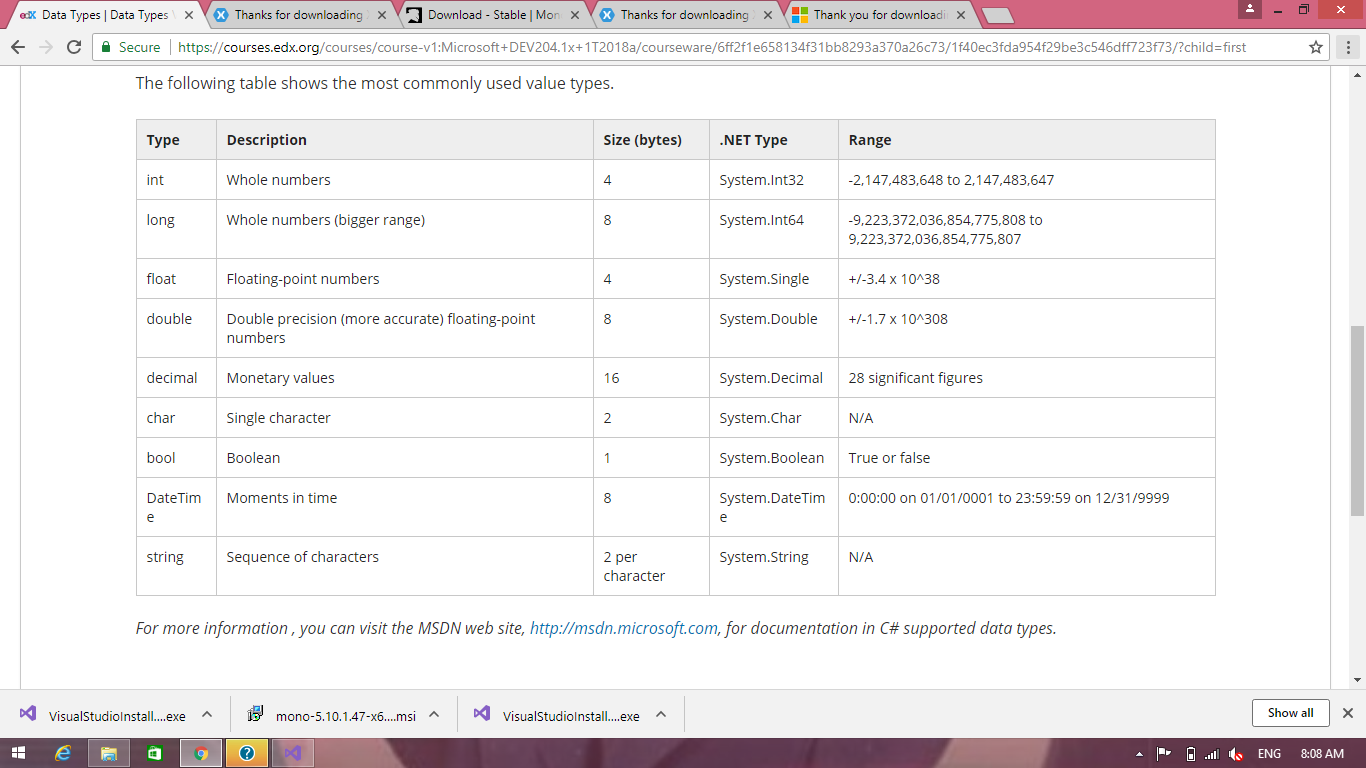 Data Types | Data Types
Thanks for downloading
Download - Stable | Mon
Thanks for downloading
Thank you for downloadi
Secure | https://courses.edx.org/courses/course-v1:Microsoft+DEV204.1x+1T2018a/courseware/6ff2f1e658134f31bb8293a370a26c73/1f40ec3fda954f29be3c546dff723f73/?child=first
The following table shows the most commonly used value types.
Type Description Size (bytes) .NET Type Range
int Whole numbers 4 System.Int32 -2,147,483,648 to 2,147,483,647
long Whole numbers (bigger range) 8 System.Int64 -9,223,372,036,854,775,808 to
9,223,372,036,854,775,807
float Floating-point numbers 4 System.Single +/-3.4 x 10^38
double Double precision (more accurate) floating-point 8 System.Double +/-1.7 x 10^308
numbers
decimal Monetary values 16 System.Decimal 28 significant figures
char Single character 2 System.Char N/A
bool Boolean 1 System.Boolean True or false
DateTim Moments in time 8 System.DateTim 0:00:00 on 01/01/0001 to 23:59:59 on 12/31/9999
e e
string Sequence of characters 2 per System.String N/A
character
For more information , you can visit the MSDN web site, http://msdn.microsoft.com, for documentation in C# supported data types.
VisualStudioInstall....exe
mono-5.10.1.47-x6....msi
VisualStudioInstall....exe
Show all
ENG 8:08 AM